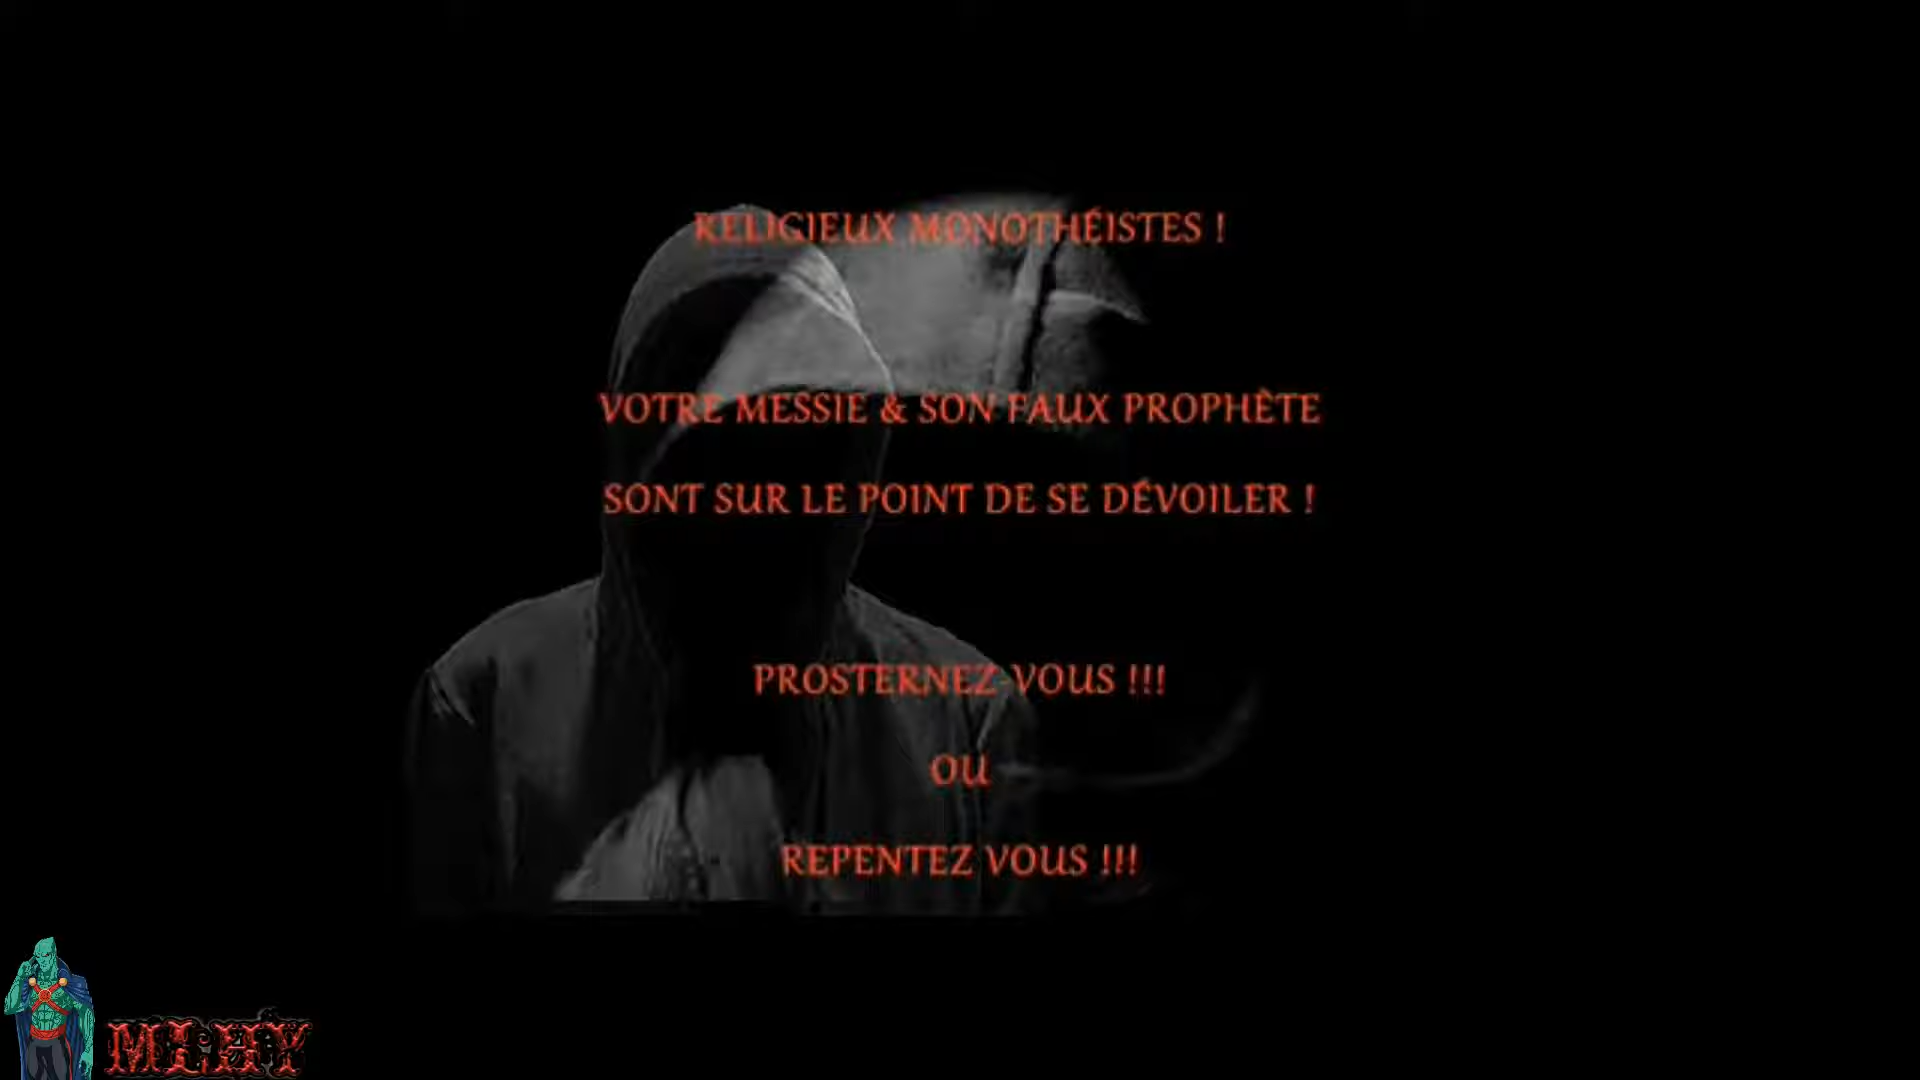 RELIGIEUX MONOTHÉISTES !
VOTRE MESSIE & SON FAUX PROPHÈTE
SONT SUR LE POINT DE SE DÉVOILER !
PROSTERNEZ-VOUS !!!
OU
REPENTEZ VOUS !!!